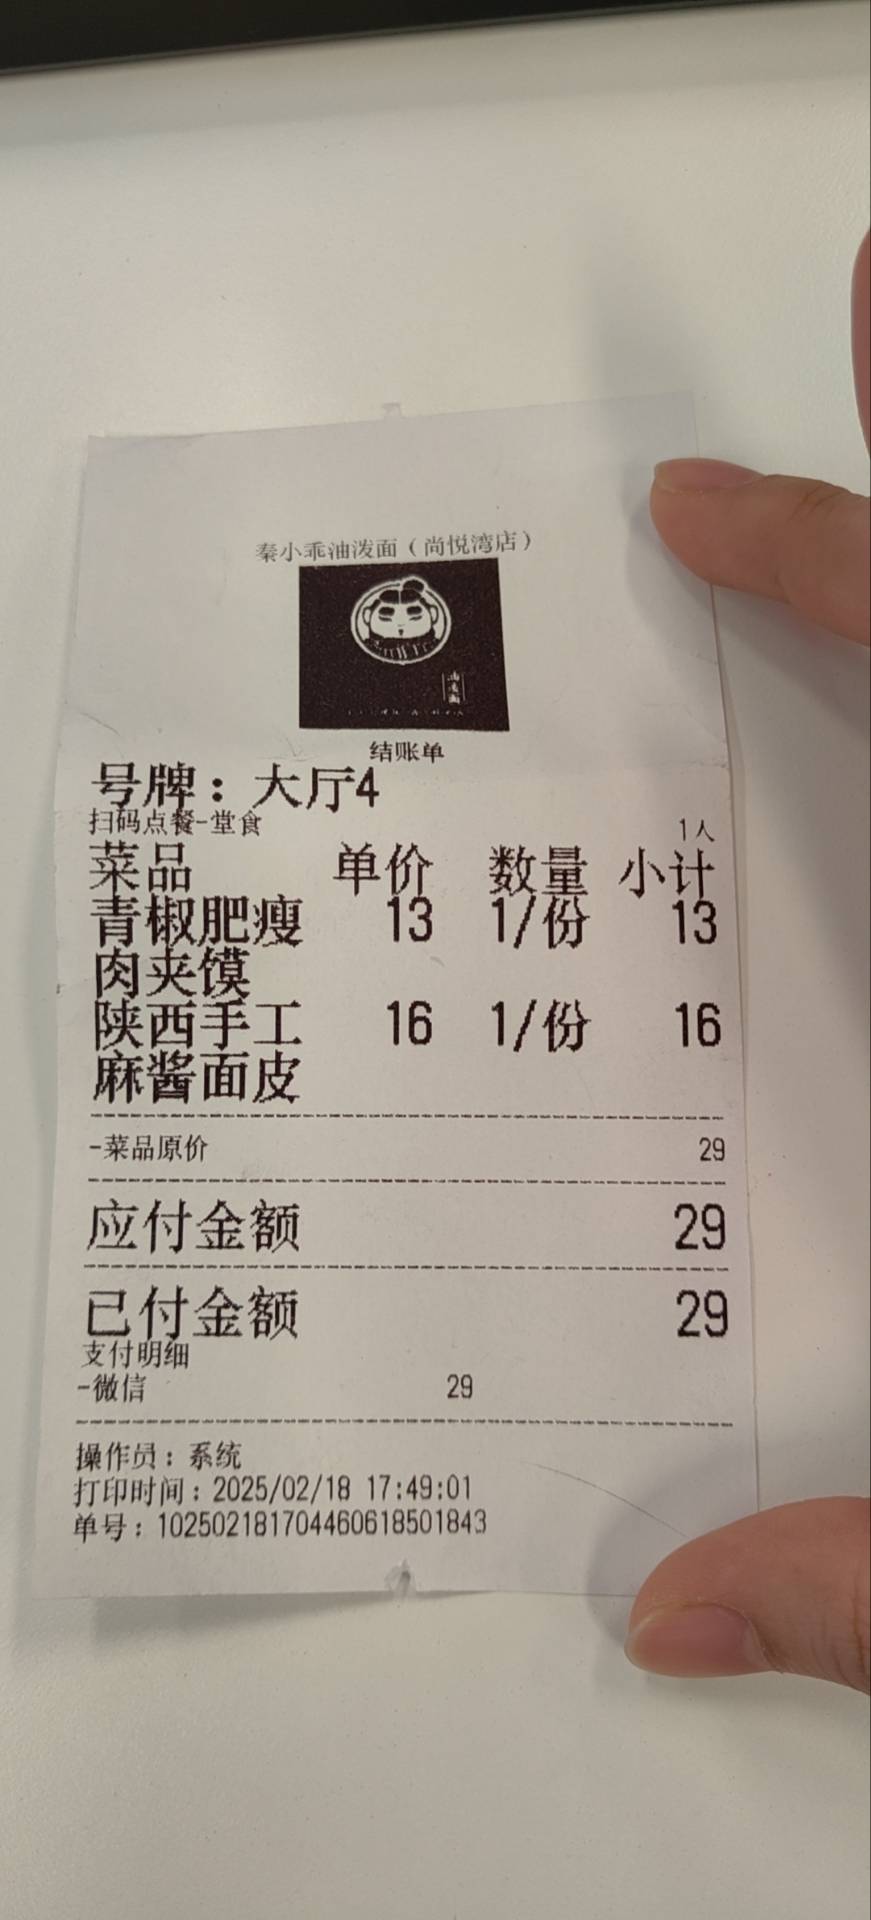 秦小乖油泼面（尚悦湾店）
油泼面
结账单
号牌：大厅4
扫码点餐-堂食 1人
菜品 单价 数量 小计
青椒肥瘦 13 1/份 13
肉夹馍
陕西手工 16 1/份 16
麻酱面皮
-菜品原价 29
应付金额 29
已付金额 29
支付明细
-微信 29
操作员：系统
打印时间：2025/02/18 17:49:01
单号：102502181704460618501843